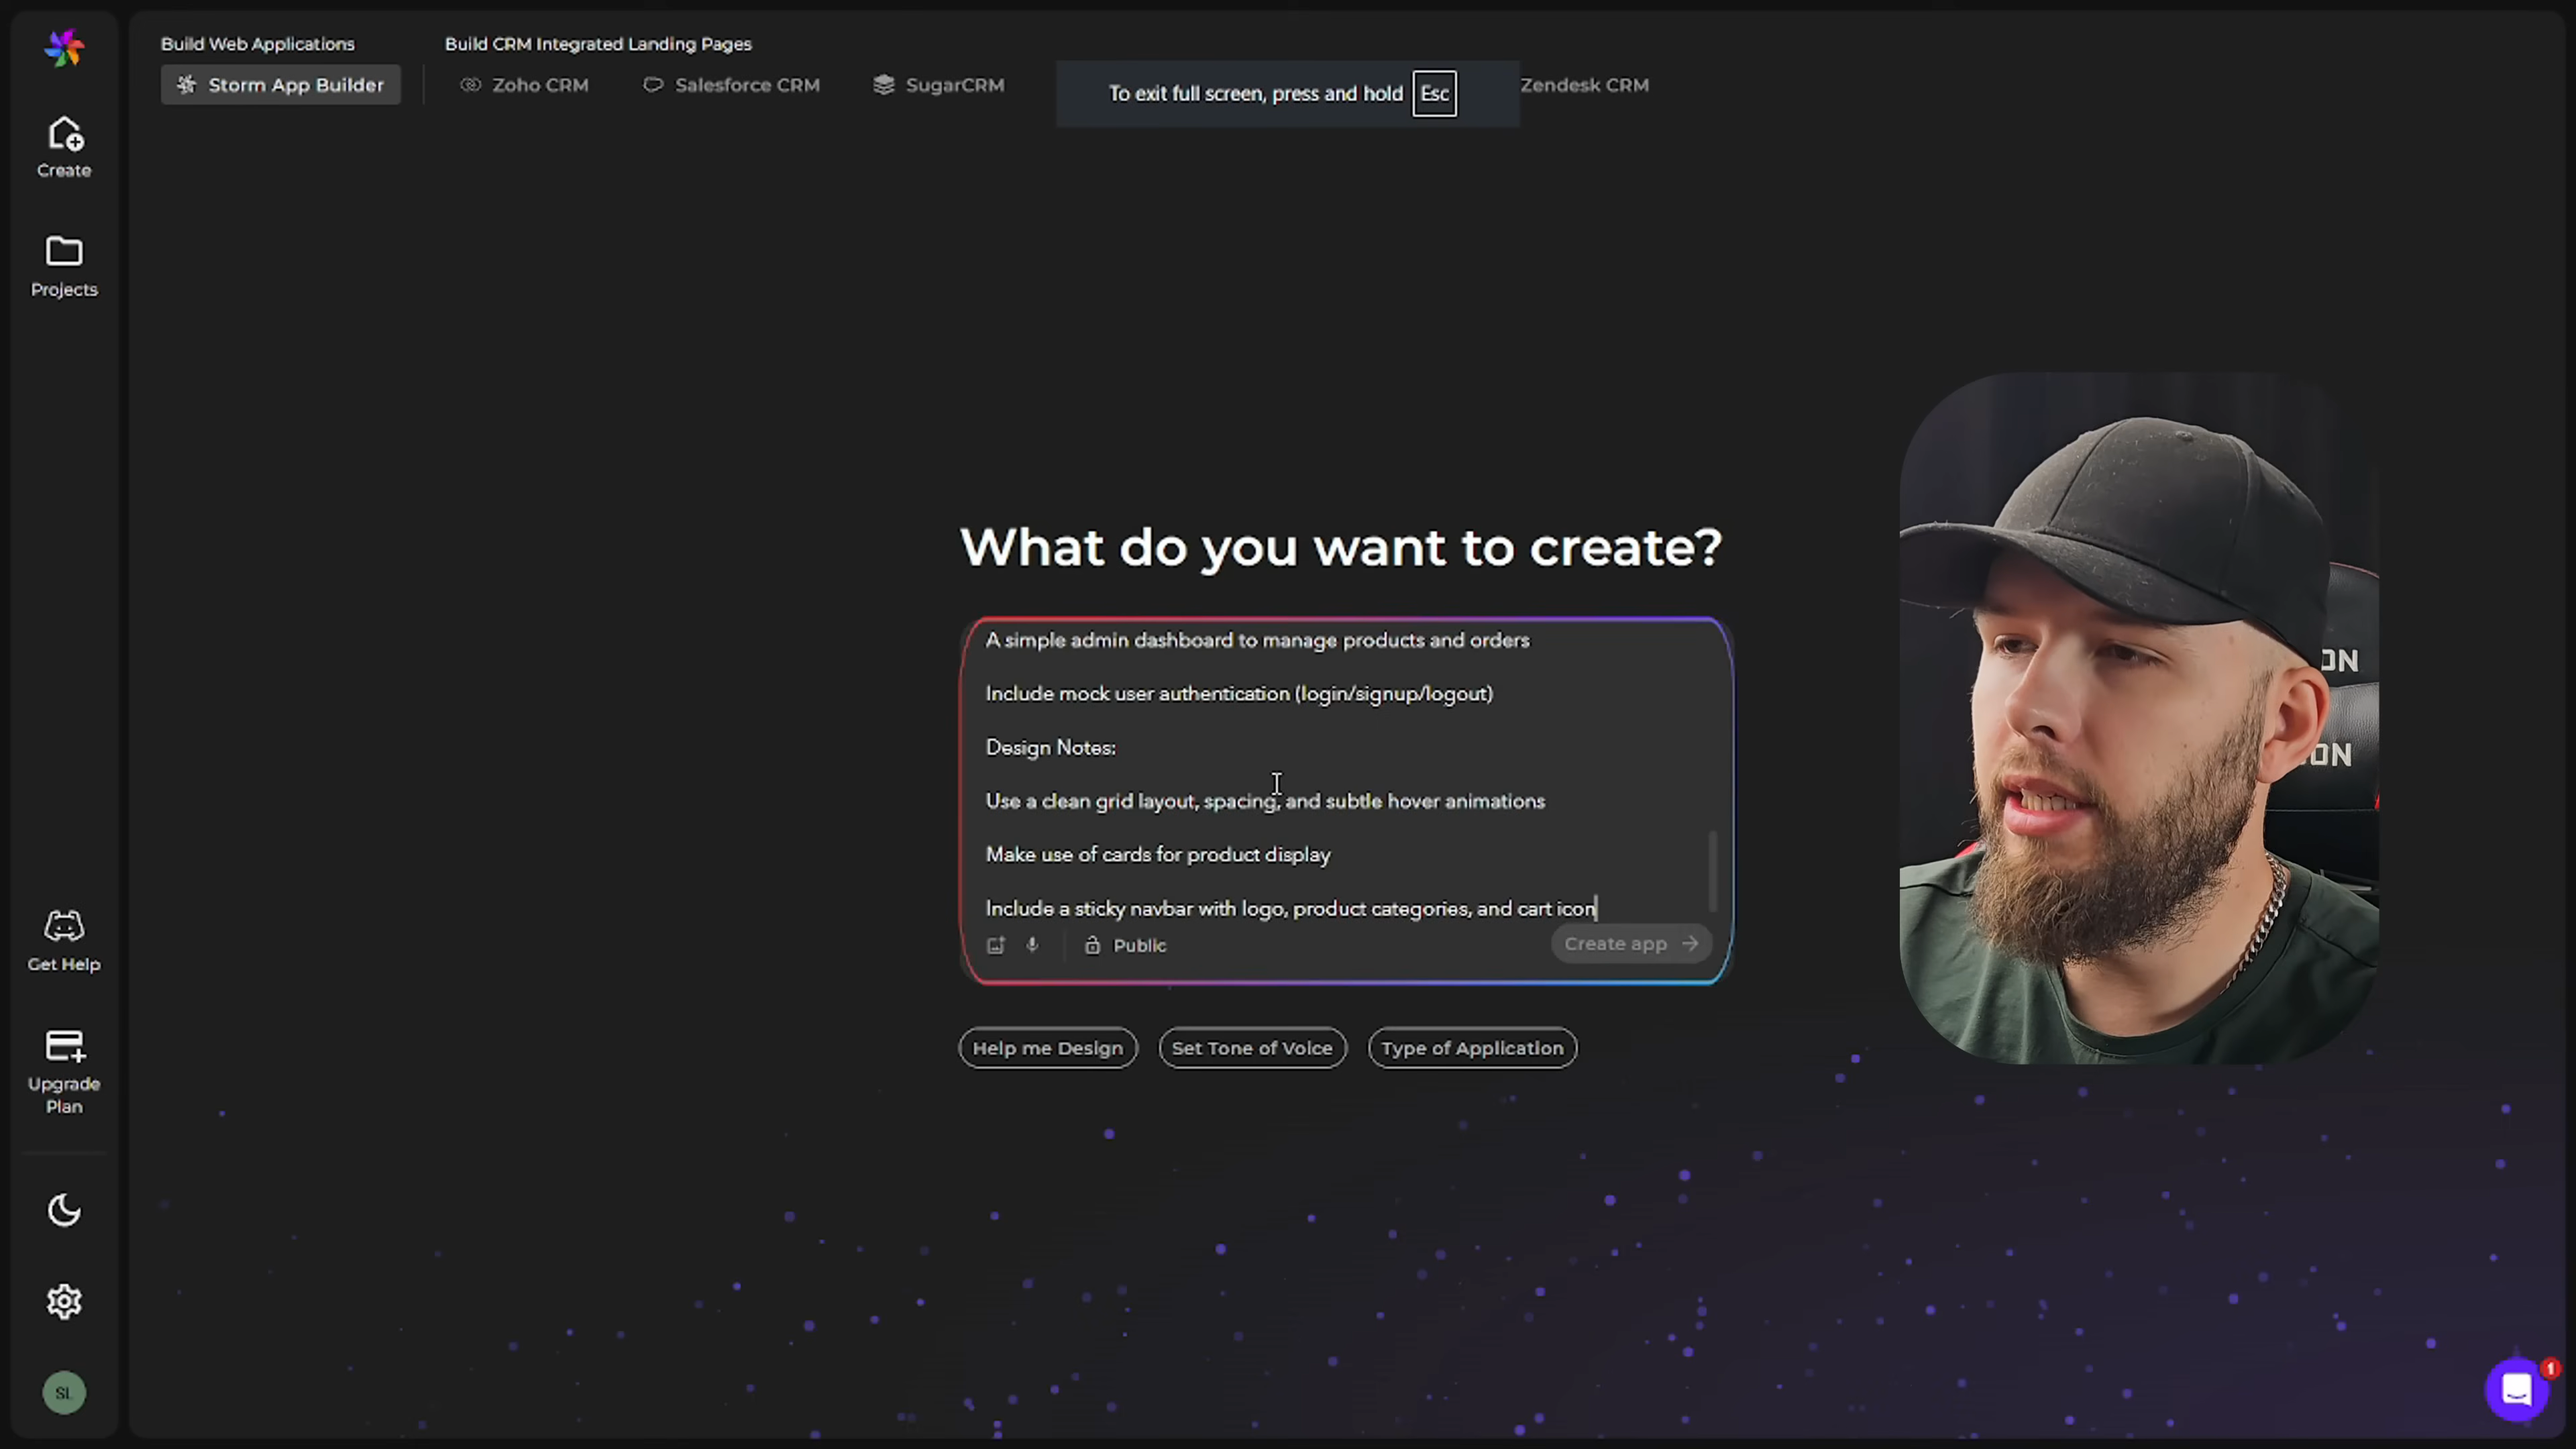 Build Web Applications
Build CRM Integrated Landing Pages
Storm App Builder
Zoho CRM
Salesforce CRM
SugarCRM
To exit full screen, press and hold Esc
Zendesk CRM
Create
Projects
What do you want to create?
A simple admin dashboard to manage products and orders
Include mock user authentication (login/signup/logout)
Design Notes:
Use a clean grid layout, spacing, and subtle hover animations
Make use of cards for product display
Include a sticky navbar with logo, product categories, and cart icon
Public
Create app
Help me Design
Set Tone of Voice
Type of Application
Get Help
Upgrade
Plan
SL
1
ON
ON